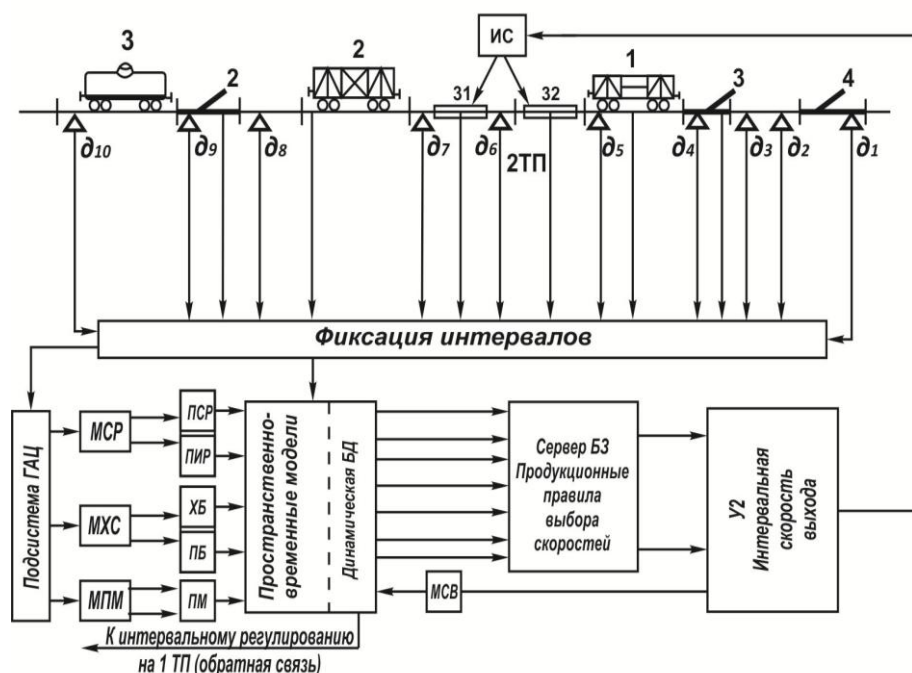 ИС
3
2
1
31
32
2
3
4
д10
д9
д8
д7
д6
2ТП
д5
д4
д3
д2
д1
Фиксация интервалов
Подсистема ГАЦ
МСР
МХС
МПМ
ПСР
ПИР
ХБ
ПБ
ПМ
Пространственно-
временные модели
Динамическая БД
Сервер БЗ
Продукционные
правила
выбора
скоростей
У2
Интервальная
скорость
выхода
МСВ
К интервальному регулированию
на 1 ТП (обратная связь)